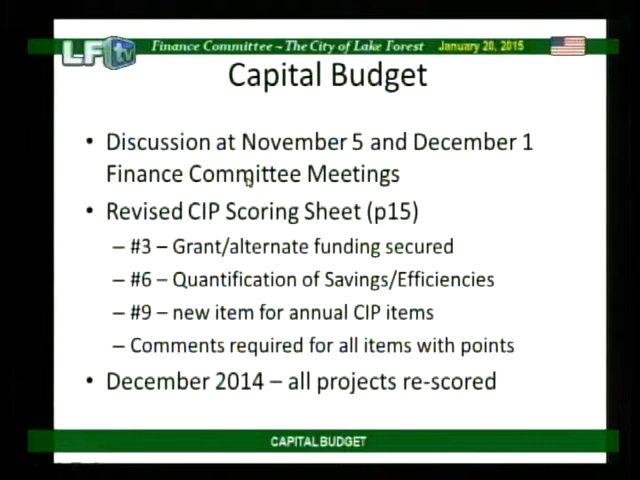 LFtv
Finance Committee – The City of Lake Forest January 20, 2015
Capital Budget
• Discussion at November 5 and December 1
Finance Committee Meetings
• Revised CIP Scoring Sheet (p15)
– #3 – Grant/alternate funding secured
– #6 – Quantification of Savings/Efficiencies
– #9 – new item for annual CIP items
– Comments required for all items with points
• December 2014 – all projects re-scored
CAPITAL BUDGET